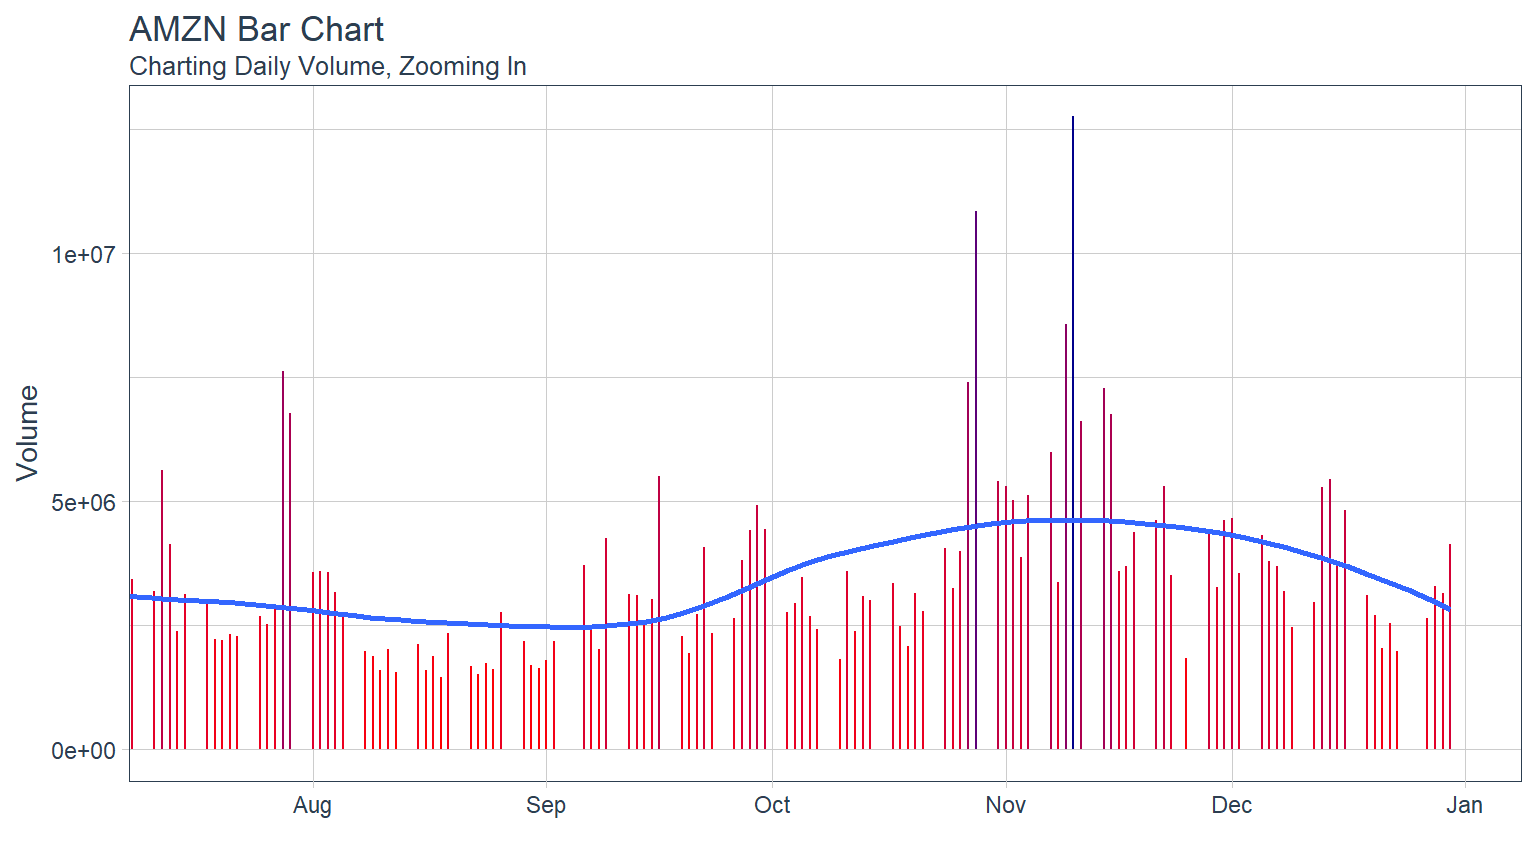 AMZN Bar Chart
Charting Daily Volume, Zooming In
Volume
1e+07
5e+06
0e+00
Aug Sep Oct Nov Dec Jan